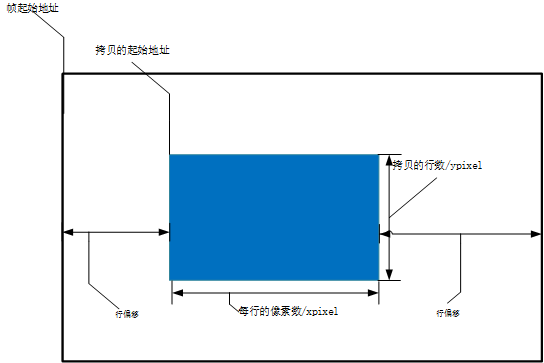 帧起始地址
拷贝的起始地址
拷贝的行数/ypixel
每行的像素数/xpixel
行偏移
行偏移